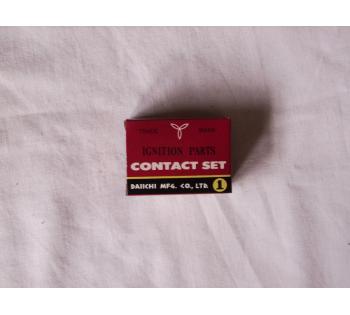 TRADE MARK
IGNITION PARTS
CONTACT SET
DAIICHI MFG. CO., LTD. 1